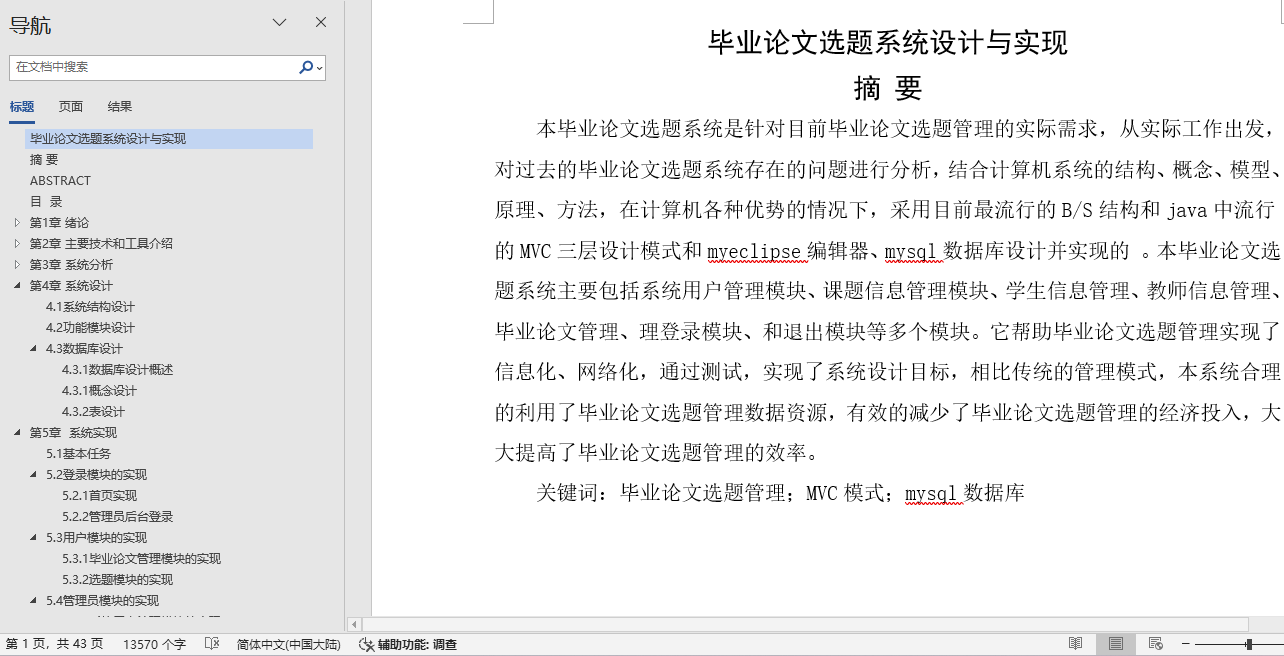 导航
在文档中搜索
标题 页面 结果
毕业论文选题系统设计与实现
摘 要
ABSTRACT
目 录
第1章 绪论
第2章 主要技术和工具介绍
第3章 系统分析
第4章 系统设计
4.1系统结构设计
4.2功能模块设计
4.3数据库设计
4.3.1数据库设计概述
4.3.1概念设计
4.3.2表设计
第5章 系统实现
5.1基本任务
5.2登录模块的实现
5.2.1首页实现
5.2.2管理员后台登录
5.3用户模块的实现
5.3.1毕业论文管理模块的实现
5.3.2选题模块的实现
5.4管理员模块的实现
毕业论文选题系统设计与实现
摘 要
本毕业论文选题系统是针对目前毕业论文选题管理的实际需求，从实际工作出发，
对过去的毕业论文选题系统存在的问题进行分析，结合计算机系统的结构、概念、模型、
原理、方法，在计算机各种优势的情况下，采用目前最流行的 B/S 结构和 java 中流行
的 MVC 三层设计模式和 myeclipse 编辑器、mysql 数据库设计并实现的 。本毕业论文选
题系统主要包括系统用户管理模块、课题信息管理模块、学生信息管理、教师信息管理、
毕业论文管理、理登录模块、和退出模块等多个模块。它帮助毕业论文选题管理实现了
信息化、网络化，通过测试，实现了系统设计目标，相比传统的管理模式，本系统合理
的利用了毕业论文选题管理数据资源，有效的减少了毕业论文选题管理的经济投入，大
大提高了毕业论文选题管理的效率。
关键词：毕业论文选题管理；MVC 模式；mysql 数据库
第 1 页，共 43 页 13570 个字 简体中文(中国大陆) 辅助功能: 调查